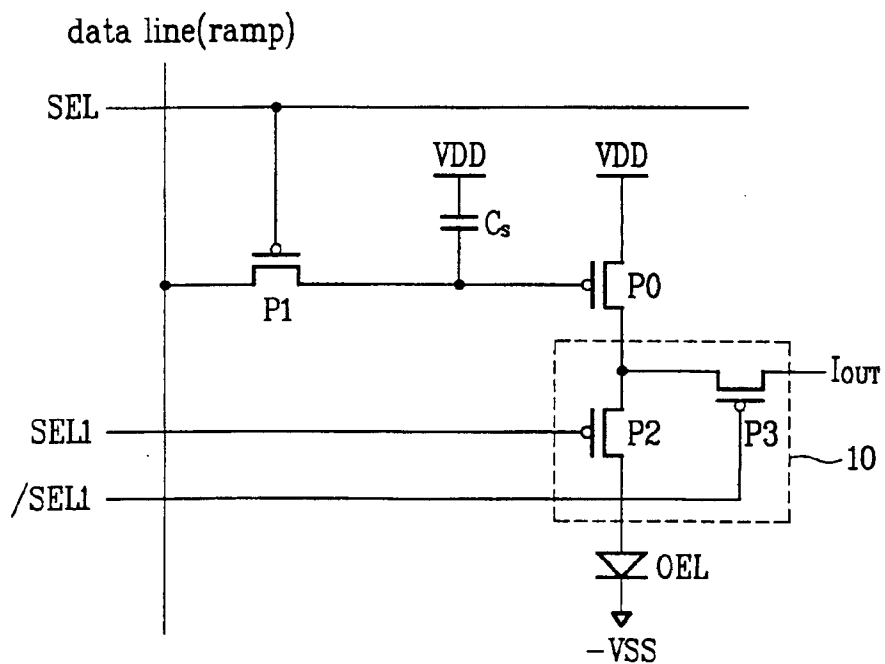 data line(ramp)
SEL
VDD
VDD
Cs
P1
P0
IOUT
SEL1
P2
P3
10
/SEL1
OEL
-VSS